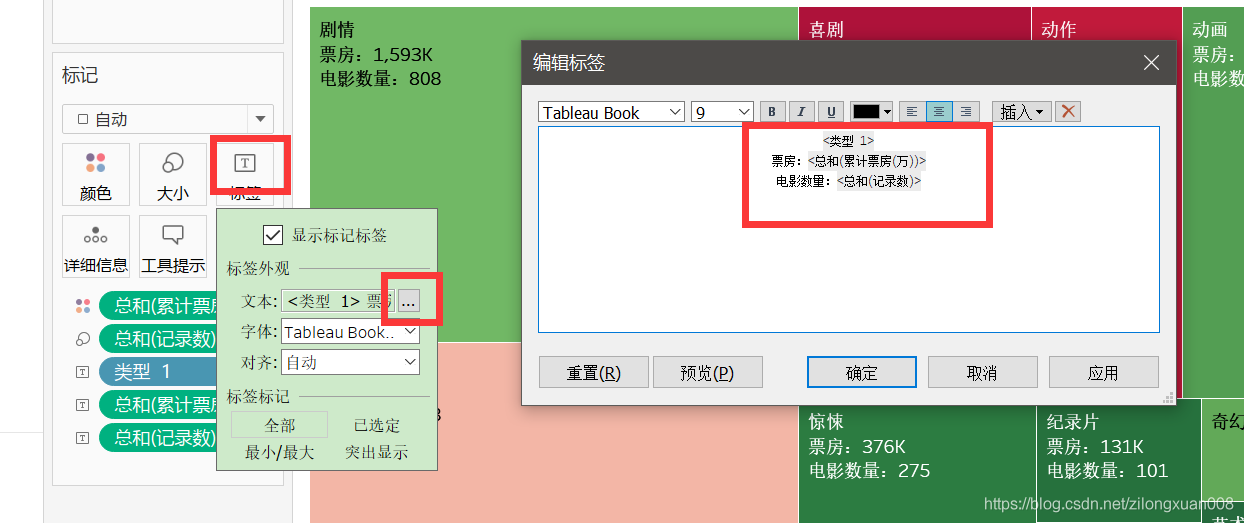 标记
自动
颜色
大小
标签
详细信息
工具提示
总和(累计票房
总和(记录数)
类型 1
总和(累计票房
总和(记录数)
显示标记标签
标签外观
文本: <类型 1> 票房 ...
字体: Tableau Book..
对齐: 自动
标签标记
全部
已选定
最小/最大
突出显示
剧情
票房：1,593K
电影数量：808
喜剧
动作
动画
票房：
电影数量
编辑标签
Tableau Book
9
B
I
U
插入
<类型 1>
票房：<总和(累计票房(万))>
电影数量：<总和(记录数)>
重置(R)
预览(P)
确定
取消
应用
惊悚
票房：376K
电影数量：275
纪录片
票房：131K
电影数量：101
奇幻
https://blog.csdn.net/zilongxuan008